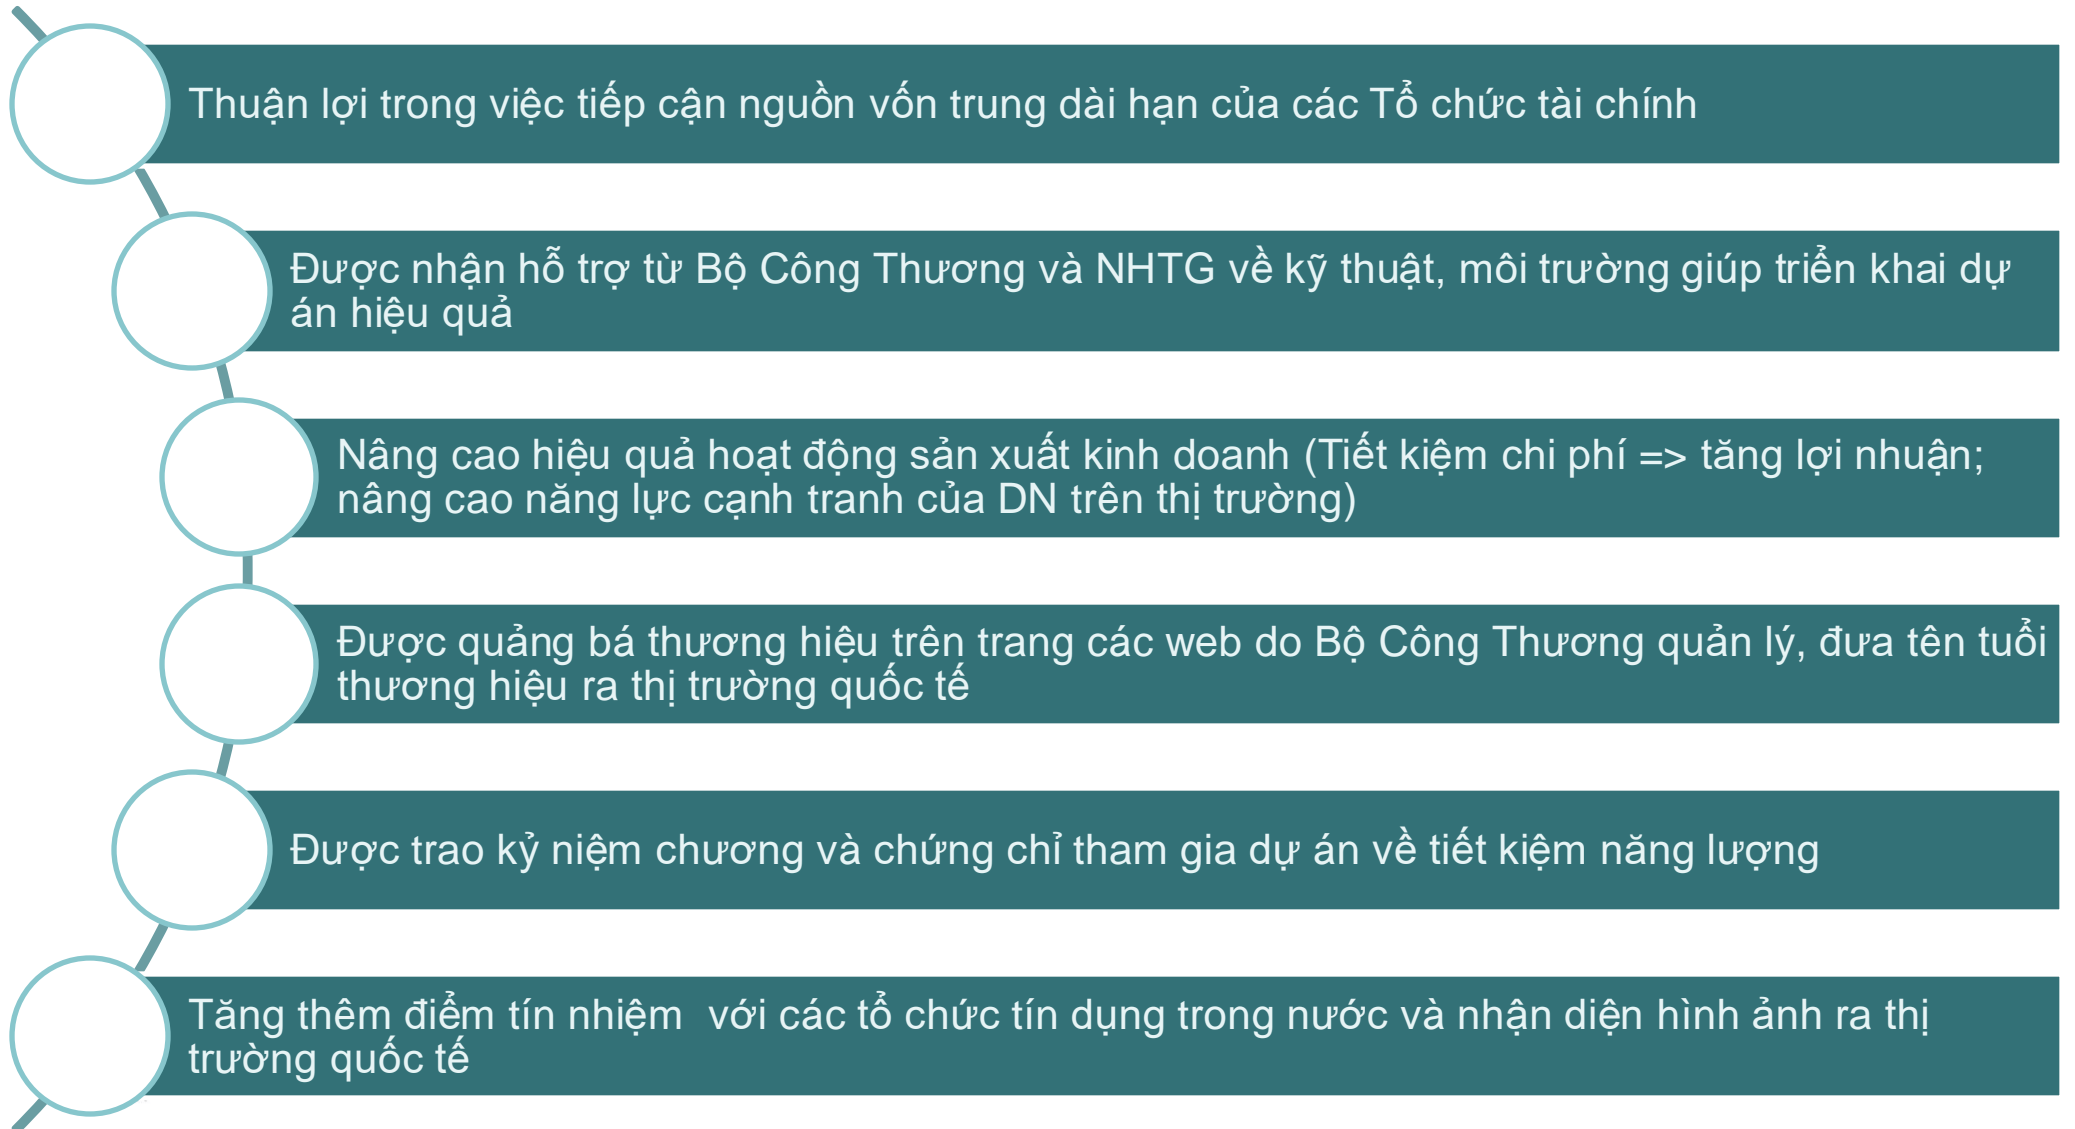 Thuận lợi trong việc tiếp cận nguồn vốn trung dài hạn của các Tổ chức tài chính
Được nhận hỗ trợ từ Bộ Công Thương và NHTG về kỹ thuật, môi trường giúp triển khai dự
án hiệu quả
Nâng cao hiệu quả hoạt động sản xuất kinh doanh (Tiết kiệm chi phí => tăng lợi nhuận;
nâng cao năng lực cạnh tranh của DN trên thị trường)
Được quảng bá thương hiệu trên trang các web do Bộ Công Thương quản lý, đưa tên tuổi
thương hiệu ra thị trường quốc tế
Được trao kỷ niệm chương và chứng chỉ tham gia dự án về tiết kiệm năng lượng
Tăng thêm điểm tín nhiệm  với các tổ chức tín dụng trong nước và nhận diện hình ảnh ra thị
trường quốc tế